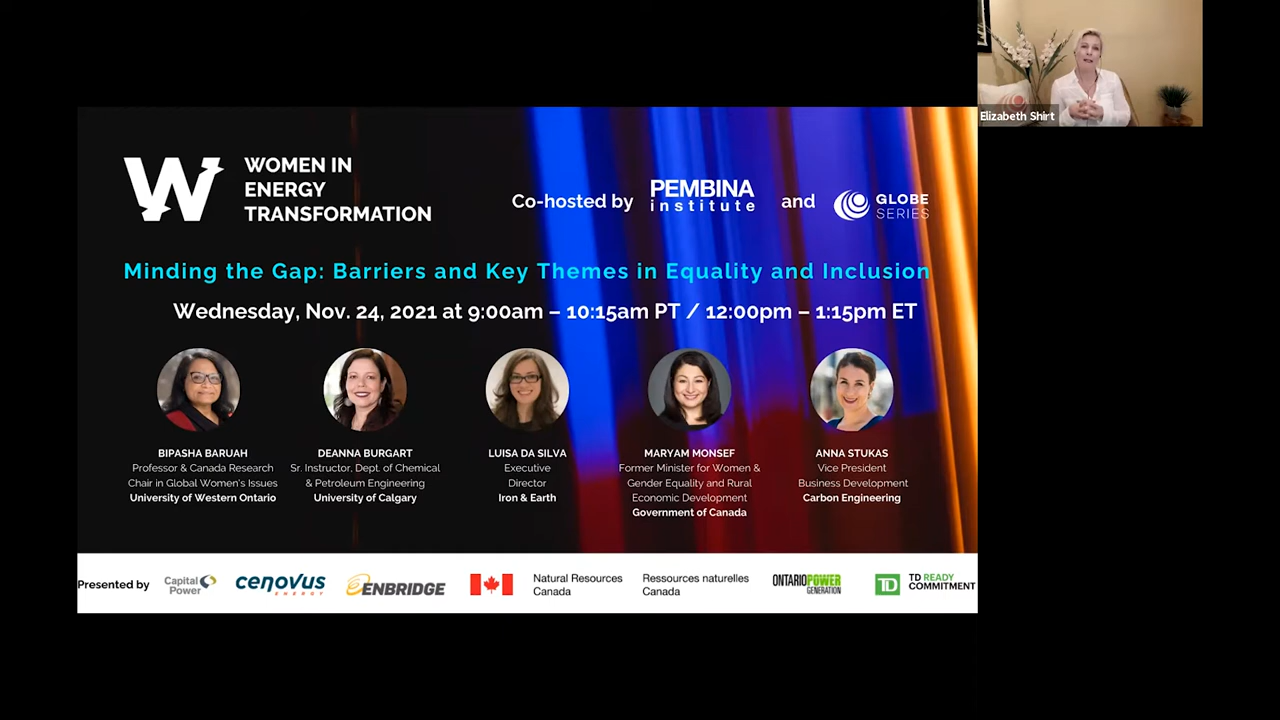 Elizabeth Shirt
W
WOMEN IN
ENERGY
TRANSFORMATION
Co-hosted by PEMBINA institute and GLOBE SERIES
Minding the Gap: Barriers and Key Themes in Equality and Inclusion
Wednesday, Nov. 24, 2021 at 9:00am – 10:15am PT / 12:00pm – 1:15pm ET
BIPASHA BARUAH
Professor & Canada Research
Chair in Global Women's Issues
University of Western Ontario
DEANNA BURGART
Sr. Instructor, Dept. of Chemical
& Petroleum Engineering
University of Calgary
LUISA DA SILVA
Executive
Director
Iron & Earth
MARYAM MONSEF
Former Minister for Women &
Gender Equality and Rural
Economic Development
Government of Canada
ANNA STUKAS
Vice President
Business Development
Carbon Engineering
Presented by
Capital
Power
cenovus
ENERGY
ENBRIDGE
Natural Resources
Canada
Ressources naturelles
Canada
ONTARIOPOWER
GENERATION
TD
TD READY
COMMITMENT